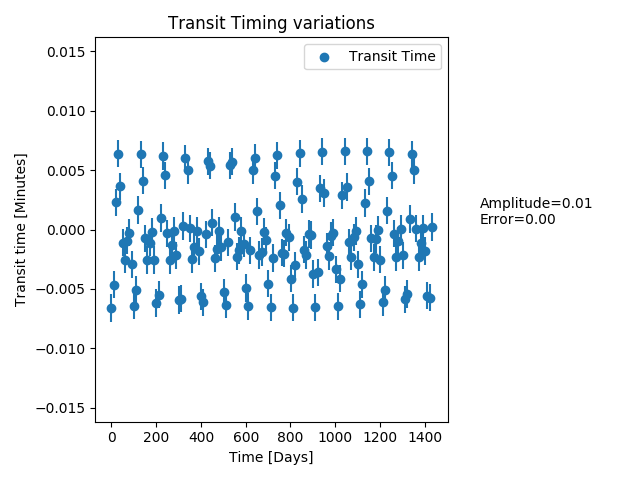 Transit Timing variations
Transit Time
0.015
0.010
0.005
0.000
−0.005
−0.010
−0.015
Transit time [Minutes]
0 200 400 600 800 1000 1200 1400
Time [Days]
Amplitude=0.01
Error=0.00